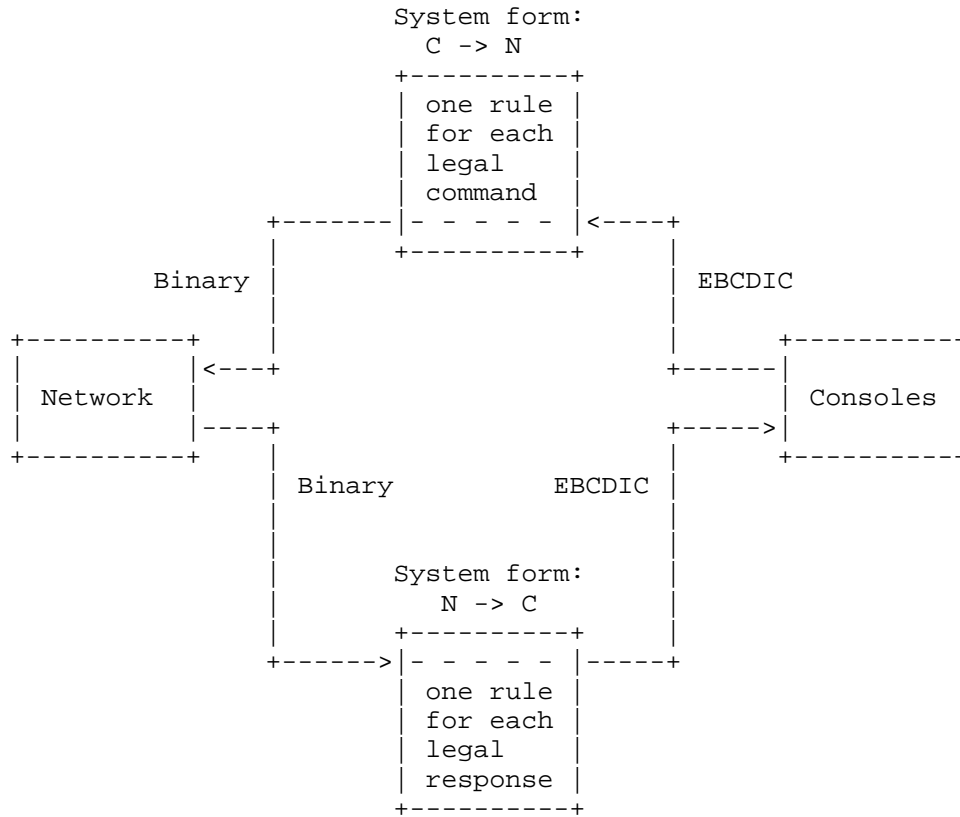 System form:
C -> N
one rule
for each
legal
command
Binary
EBCDIC
Network
Consoles
Binary
EBCDIC
System form:
N -> C
one rule
for each
legal
response